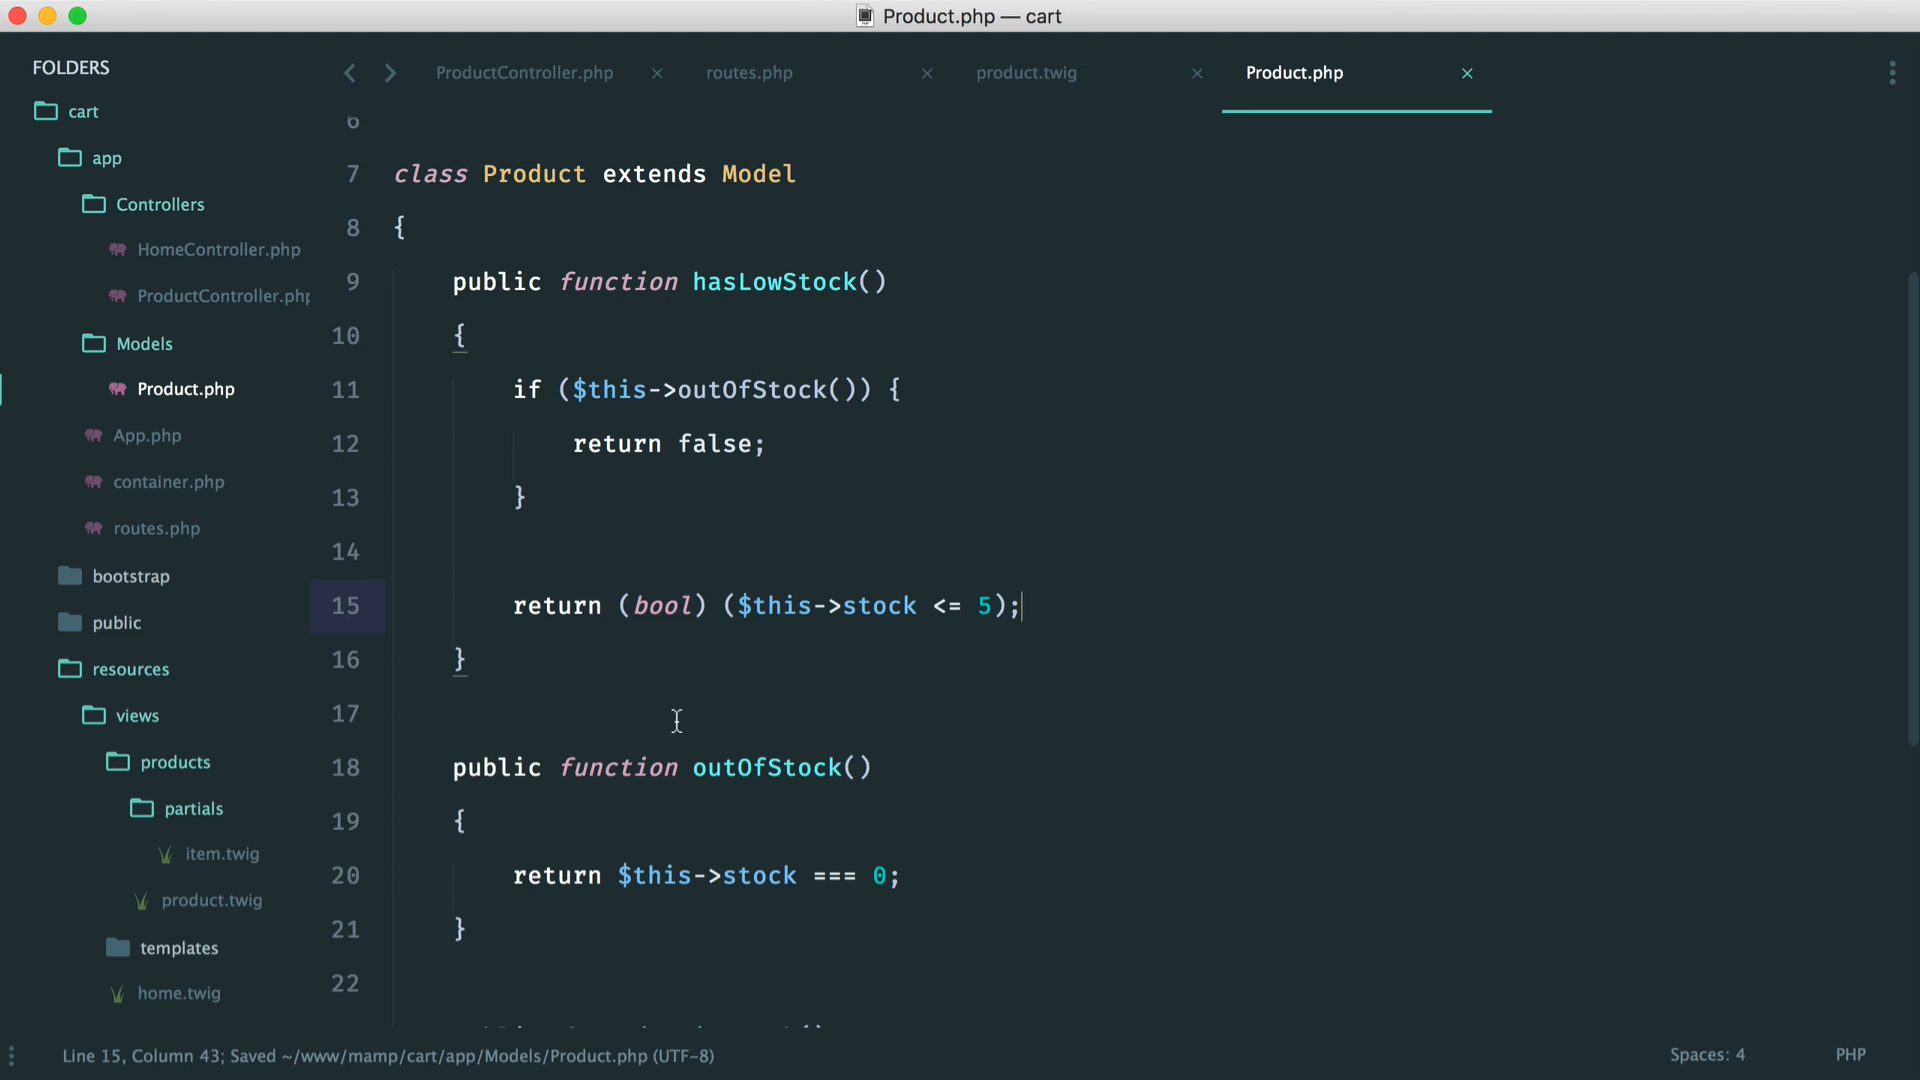 Product.php — cart
FOLDERS
cart
app
Controllers
HomeController.php
ProductController.php
Models
Product.php
App.php
container.php
routes.php
bootstrap
public
resources
views
products
partials
item.twig
product.twig
templates
home.twig
ProductController.php
routes.php
product.twig
Product.php
6
7 class Product extends Model
8 {
9 public function hasLowStock()
10 {
11 if ($this->outOfStock()) {
12 return false;
13 }
14
15 return (bool) ($this->stock <= 5);
16 }
17
18 public function outOfStock()
19 {
20 return $this->stock === 0;
21 }
22
Line 15, Column 43; Saved ~/www/mamp/cart/app/Models/Product.php (UTF-8)
Spaces: 4
PHP